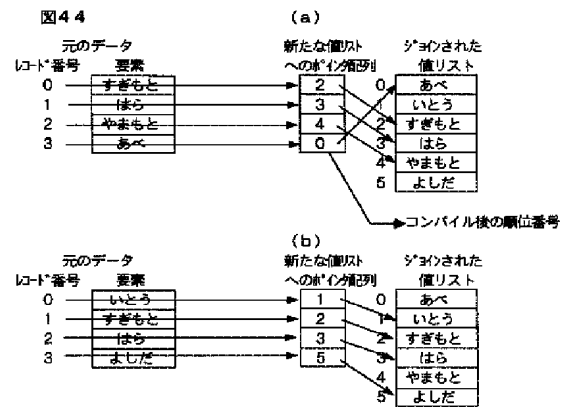 図44
(a)
元のデータ 新たな値リスト ジョインされた
レコード番号 要素 へのポインタ配列 値リスト
0 すぎもと 2 0 あべ
1 はら 3 1 いとう
2 やまもと 4 2 すぎもと
3 あべ 0 3 はら
4 やまもと
5 よしだ
コンパイル後の順位番号
(b)
元のデータ 新たな値リスト ジョインされた
レコード番号 要素 へのポインタ配列 値リスト
0 いとう 1 0 あべ
1 すぎもと 2 1 いとう
2 はら 3 2 すぎもと
3 よしだ 5 3 はら
4 やまもと
5 よしだ